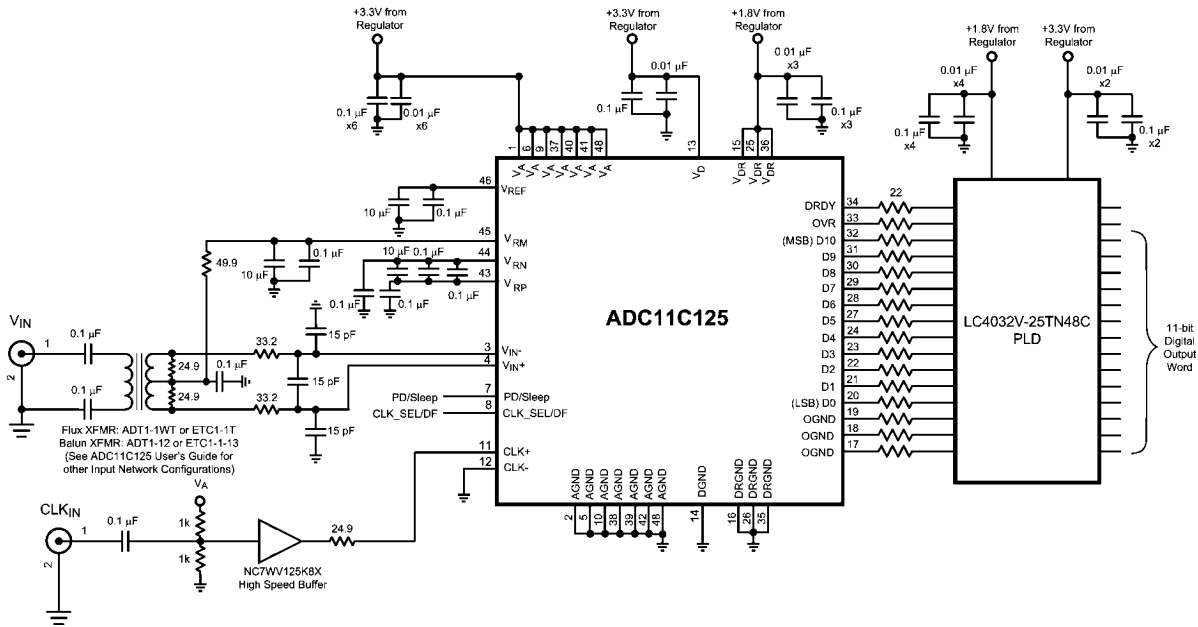 +3.3V from
Regulator
+3.3V from
Regulator
+1.8V from
Regulator
+1.8V from
Regulator
+3.3V from
Regulator
0.1 µF
x6
0.01 µF
x6
0.01 µF
0.1 µF
0.01 µF
x3
0.1 µF
x3
0.01 µF
x4
0.1 µF
x4
0.01 µF
x2
0.1 µF
x2
1
6
9
37
40
41
48
13
15
25
36
VA
VA
VA
VA
VA
VA
VA
VD
VDR
VDR
VDR
46
VREF
10 µF
0.1 µF
45
VRM
49.9
10 µF
0.1 µF
44
VRN
43
VRP
10 µF
0.1 µF
0.1 µF
0.1 µF
0.1 µF
ADC11C125
VIN
1
2
0.1 µF
0.1 µF
24.9
24.9
0.1 µF
33.2
33.2
15 pF
15 pF
15 pF
3
VIN-
4
VIN+
PD/Sleep
7
PD/Sleep
CLK_SEL/DF
8
CLK_SEL/DF
11
CLK+
12
CLK-
Flux XFMR: ADT1-1WT or ETC1-1T
Balun XFMR: ADT1-12 or ETC1-1-13
(See ADC11C125 User's Guide for
other Input Network Configurations)
VA
CLKIN
1
2
0.1 µF
1k
1k
24.9
NC7WV125K8X
High Speed Buffer
AGND
AGND
AGND
AGND
AGND
AGND
AGND
DGND
DRGND
DRGND
DRGND
2
5
10
38
39
42
48
14
16
26
35
22
DRDY
34
OVR
33
(MSB) D10
32
D9
31
D8
30
D7
29
D6
28
D5
27
D4
24
D3
23
D2
22
D1
21
(LSB) D0
20
OGND
19
OGND
18
OGND
17
LC4032V-25TN48C
PLD
11-bit
Digital
Output
Word